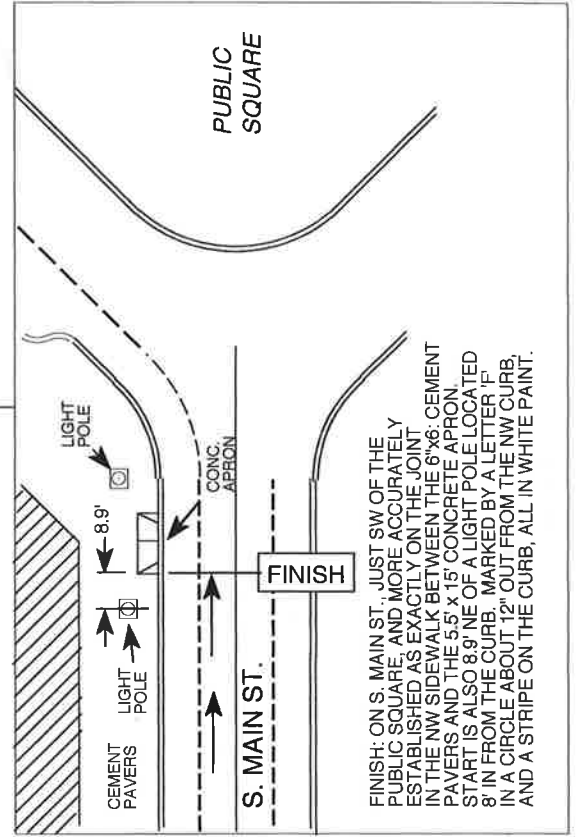 PUBLIC
SQUARE
LIGHT
POLE
8.9'
CONC.
APRON
CEMENT
PAVERS
LIGHT
POLE
FINISH
S. MAIN ST.
FINISH: ON S. MAIN ST., JUST SW OF THE
PUBLIC SQUARE, AND MORE ACCURATELY
ESTABLISHED AS EXACTLY ON THE JOINT
IN THE NW SIDEWALK BETWEEN THE 6"x6: CEMENT
PAVERS AND THE 5.5' x 15' CONCRETE APRON.
START IS ALSO 8.9' NE OF A LIGHT POLE LOCATED
8' IN FROM THE CURB. MARKED BY A LETTER 'F'
IN A CIRCLE ABOUT 12" OUT FROM THE NW CURB,
AND A STRIPE ON THE CURB, ALL IN WHITE PAINT.